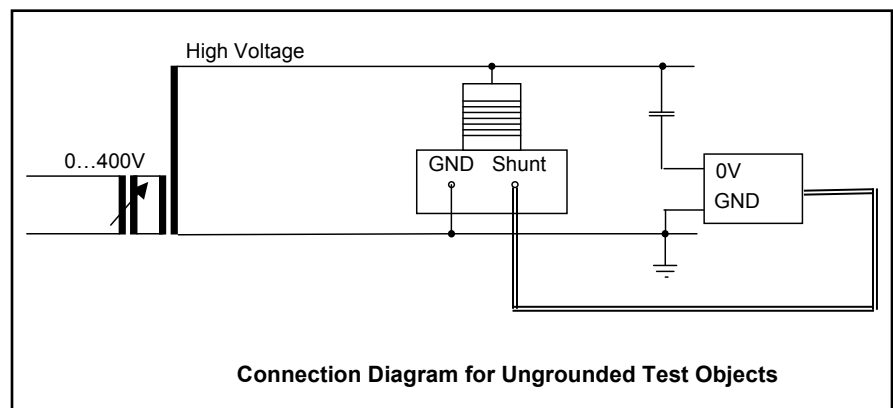 High Voltage
0…400V
GND Shunt
0V
GND
Connection Diagram for Ungrounded Test Objects